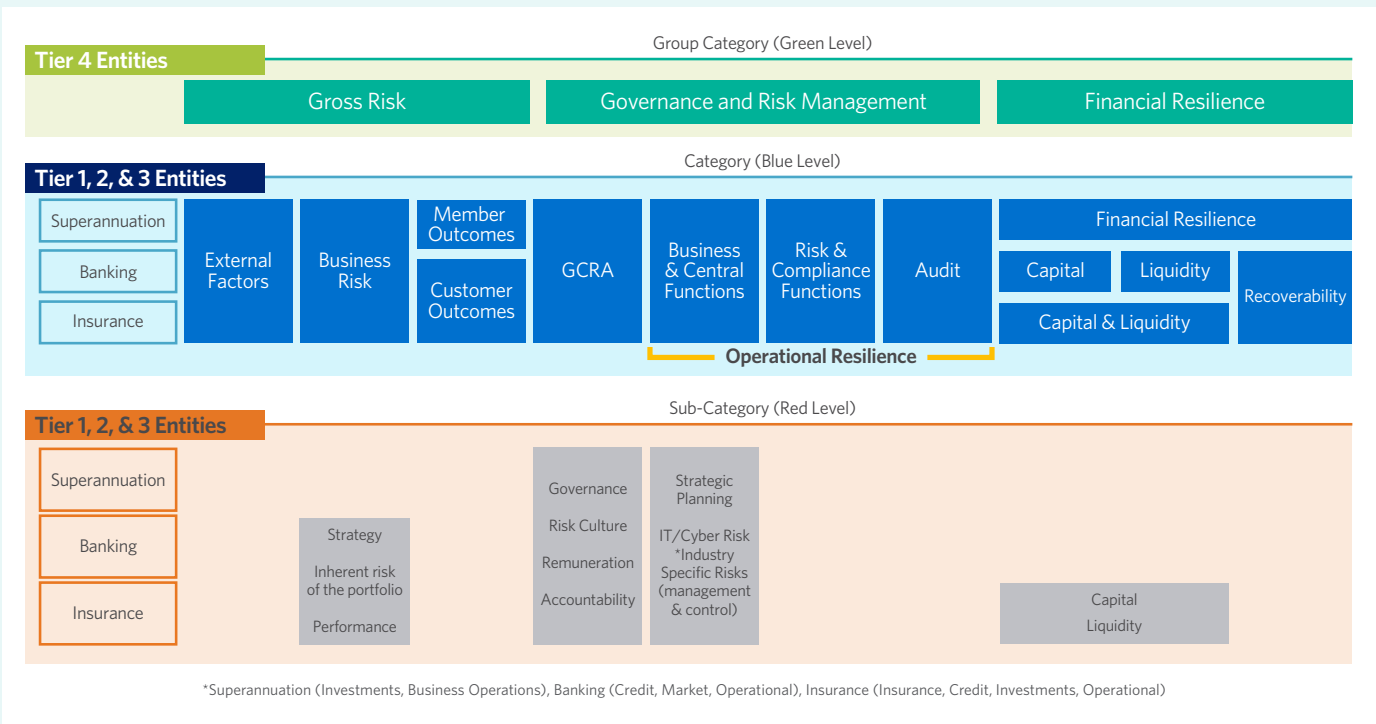 Group Category (Green Level)
Tier 4 Entities
Gross Risk
Governance and Risk Management
Financial Resilience
Category (Blue Level)
Tier 1, 2, & 3 Entities
Superannuation
Banking
Insurance
External
Factors
Business
Risk
Member
Outcomes
Customer
Outcomes
GCRA
Business
& Central
Functions
Risk &
Compliance
Functions
Audit
Financial Resilience
Capital
Liquidity
Capital & Liquidity
Recoverability
Operational Resilience
Sub-Category (Red Level)
Tier 1, 2, & 3 Entities
Superannuation
Banking
Insurance
Strategy
Inherent risk
of the portfolio
Performance
Governance
Risk Culture
Remuneration
Accountability
Strategic
Planning
IT/Cyber Risk
*Industry
Specific Risks
(management
& control)
Capital
Liquidity
*Superannuation (Investments, Business Operations), Banking (Credit, Market, Operational), Insurance (Insurance, Credit, Investments, Operational)